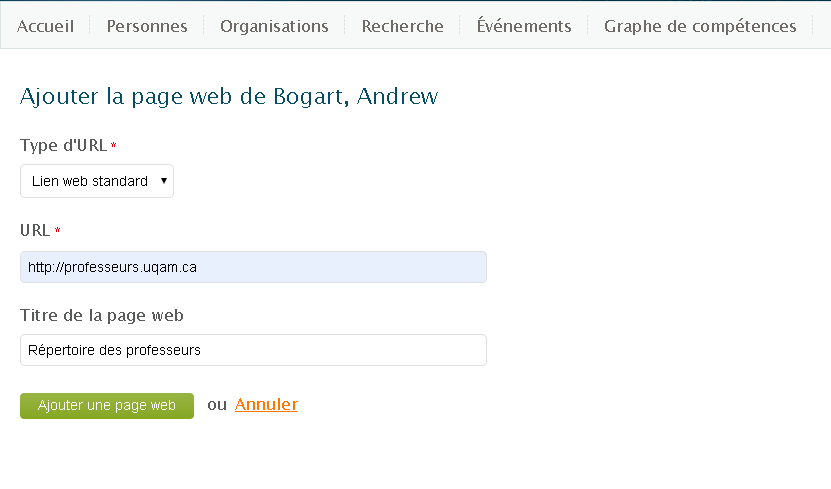 Accueil Personnes Organisations Recherche Événements Graphe de compétences
Ajouter la page web de Bogart, Andrew
Type d'URL *
Lien web standard
URL *
http://professeurs.uqam.ca
Titre de la page web
Répertoire des professeurs
Ajouter une page web ou Annuler